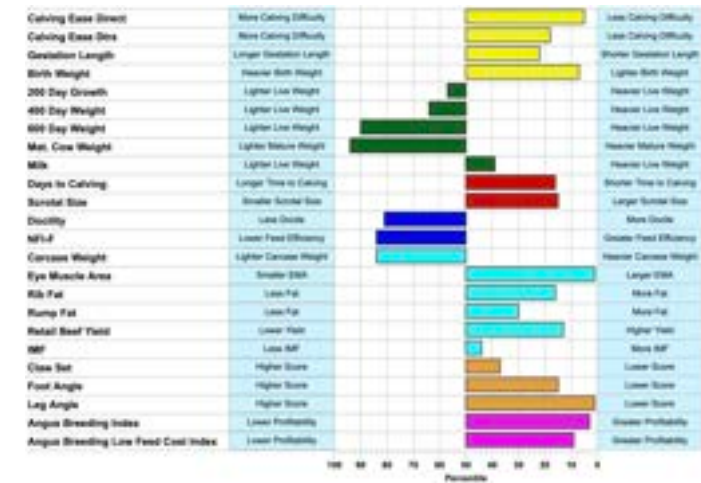 Calving Ease Direct More Calving Difficulty Less Calving Difficulty
Calving Ease Dtrs More Calving Difficulty Less Calving Difficulty
Gestation Length Longer Gestation Length Shorter Gestation Length
Birth Weight Heavier Birth Weight Lighter Birth Weight
200 Day Growth Lighter Live Weight Heavier Live Weight
400 Day Weight Lighter Live Weight Heavier Live Weight
600 Day Weight Lighter Live Weight Heavier Live Weight
Mat. Cow Weight Lighter Mature Weight Heavier Mature Weight
Milk Lighter Live Weight Heavier Live Weight
Days to Calving Longer Time to Calving Shorter Time to Calving
Scrotal Size Smaller Scrotal Size Larger Scrotal Size
Docility Less Docile More Docile
NFI-F Lower Feed Efficiency Greater Feed Efficiency
Carcase Weight Lighter Carcase Weight Heavier Carcase Weight
Eye Muscle Area Smaller EMA Larger EMA
Rib Fat Less Fat More Fat
Rump Fat Less Fat More Fat
Retail Beef Yield Lower Yield Higher Yield
IMF Less IMF More IMF
Claw Set Higher Score Lower Score
Foot Angle Higher Score Lower Score
Leg Angle Higher Score Lower Score
Angus Breeding Index Lower Profitability Greater Profitability
Angus Breeding Low Feed Cost Index Lower Profitability Greater Profitability
100 90 80 70 60 50 40 30 20 10 0
Percentile